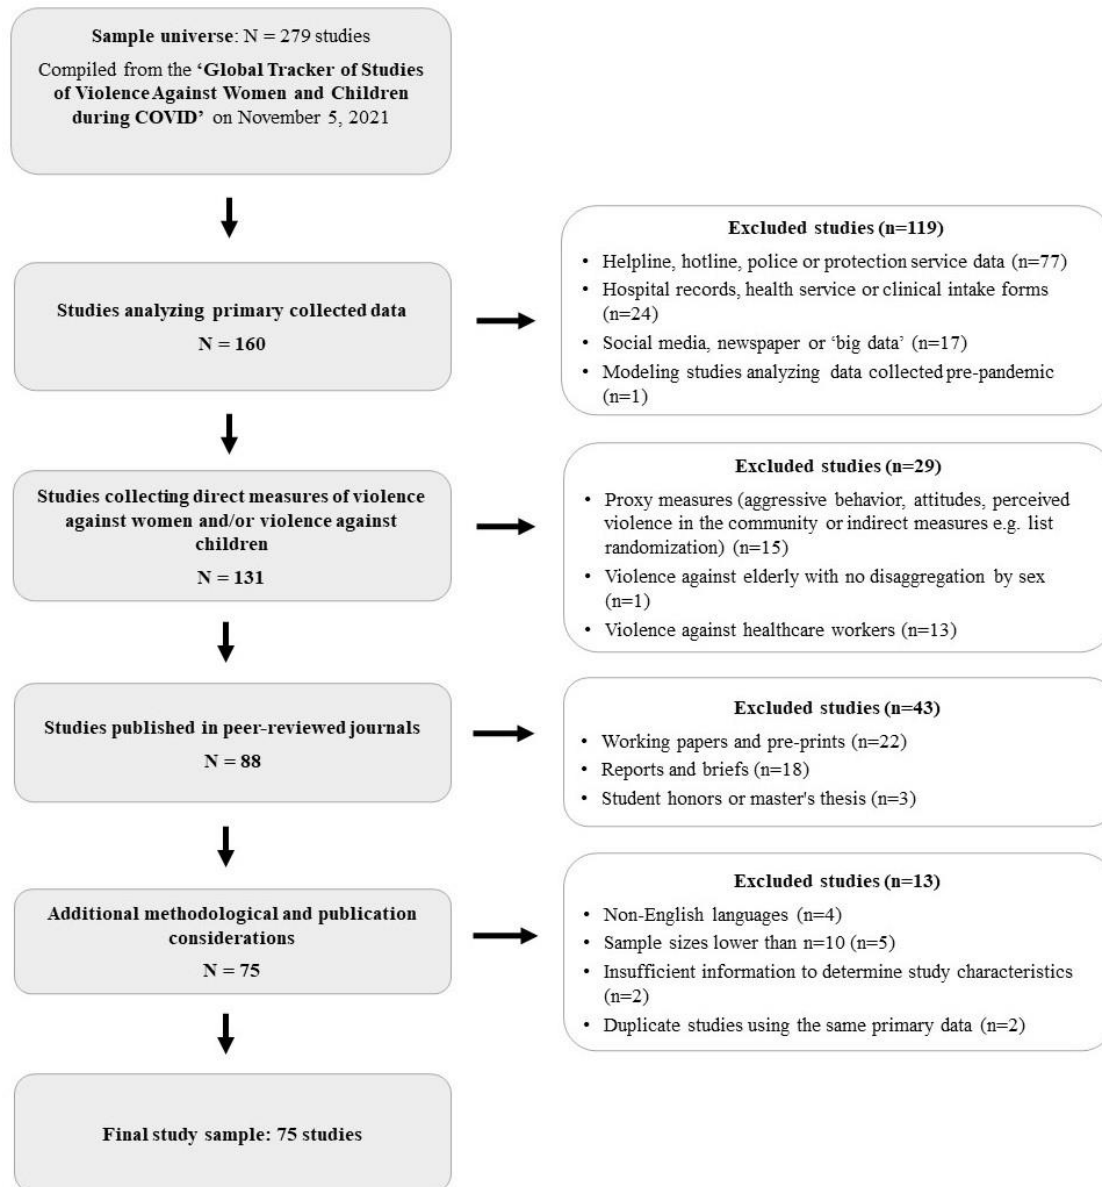 Sample universe: N = 279 studies
Compiled from the ‘Global Tracker of Studies
of Violence Against Women and Children
during COVID’ on November 5, 2021
Studies analyzing primary collected data
N = 160
Excluded studies (n=119)
• Helpline, hotline, police or protection service data (n=77)
• Hospital records, health service or clinical intake forms
(n=24)
• Social media, newspaper or ‘big data’ (n=17)
• Modeling studies analyzing data collected pre-pandemic
(n=1)
Studies collecting direct measures of violence
against women and/or violence against
children
N = 131
Excluded studies (n=29)
• Proxy measures (aggressive behavior, attitudes, perceived
violence in the community or indirect measures e.g. list
randomization) (n=15)
• Violence against elderly with no disaggregation by sex
(n=1)
• Violence against healthcare workers (n=13)
Studies published in peer-reviewed journals
N = 88
Excluded studies (n=43)
• Working papers and pre-prints (n=22)
• Reports and briefs (n=18)
• Student honors or master's thesis (n=3)
Additional methodological and publication
considerations
N = 75
Excluded studies (n=13)
• Non-English languages (n=4)
• Sample sizes lower than n=10 (n=5)
• Insufficient information to determine study characteristics
(n=2)
• Duplicate studies using the same primary data (n=2)
Final study sample: 75 studies